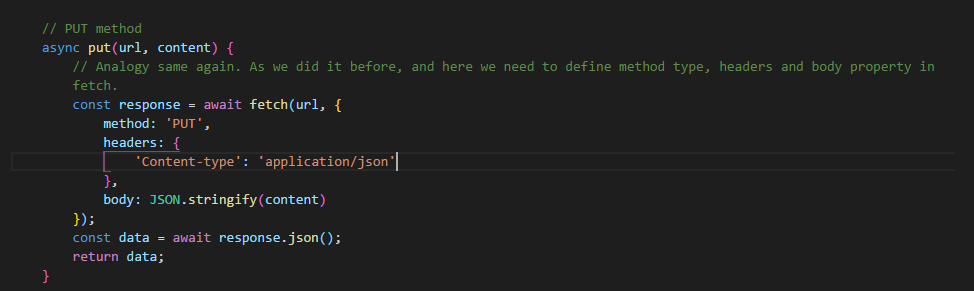 // PUT method
async put(url, content) {
// Analogy same again. As we did it before, and here we need to define method type, headers and body property in
fetch.
const response = await fetch(url, {
method: 'PUT',
headers: {
'Content-type': 'application/json'
},
body: JSON.stringify(content)
});
const data = await response.json();
return data;
}